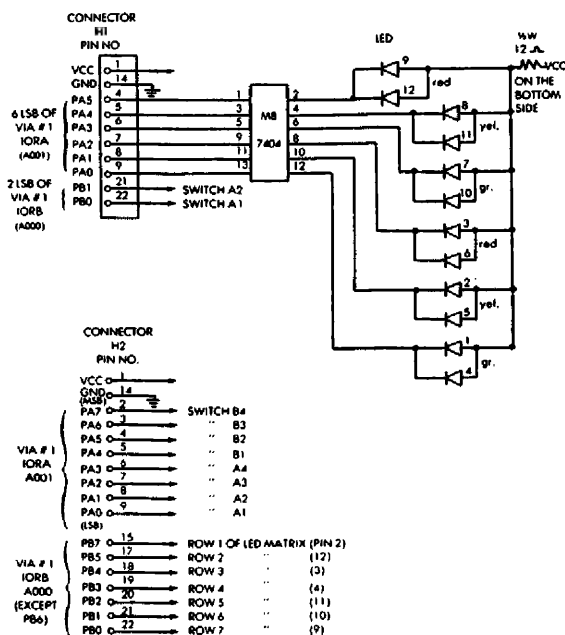 CONNECTOR
H1
PIN NO
VCC 1
GND 14
PA5 4
PA4 5
PA3 6
PA2 7
PA1 8
PA0 9
PB1 21 SWITCH A2
PB0 22 SWITCH A1
6 LSB OF
VIA #1
IORA
(A001)
2 LSB OF
VIA #1
IORB
(A000)
1 2
3 4
5 6
9 8
11 10
13 12
M8
7404
LED
9
12 red
8
11 yel.
7
10 gr.
3
6 red
2
5 yel.
1
4 gr.
½W
12 Ω
VCC
ON THE
BOTTOM
SIDE
CONNECTOR
H2
PIN NO.
VCC 1
GND 14
(MSB)
PA7 2 SWITCH B4
PA6 3 " B3
PA5 4 " B2
PA4 5 " B1
PA3 6 " A4
PA2 7 " A3
PA1 8 " A2
PA0 9 " A1
(LSB)
VIA #1
IORA
A001
PB7 15 ROW 1 OF LED MATRIX (PIN 2)
PB5 17 ROW 2 " (12)
PB4 18 ROW 3 " (3)
PB3 19 ROW 4 " (4)
PB2 20 ROW 5 " (11)
PB1 21 ROW 6 " (10)
PB0 22 ROW 7 " (9)
VIA #1
IORB
A000
(EXCEPT
PB6)